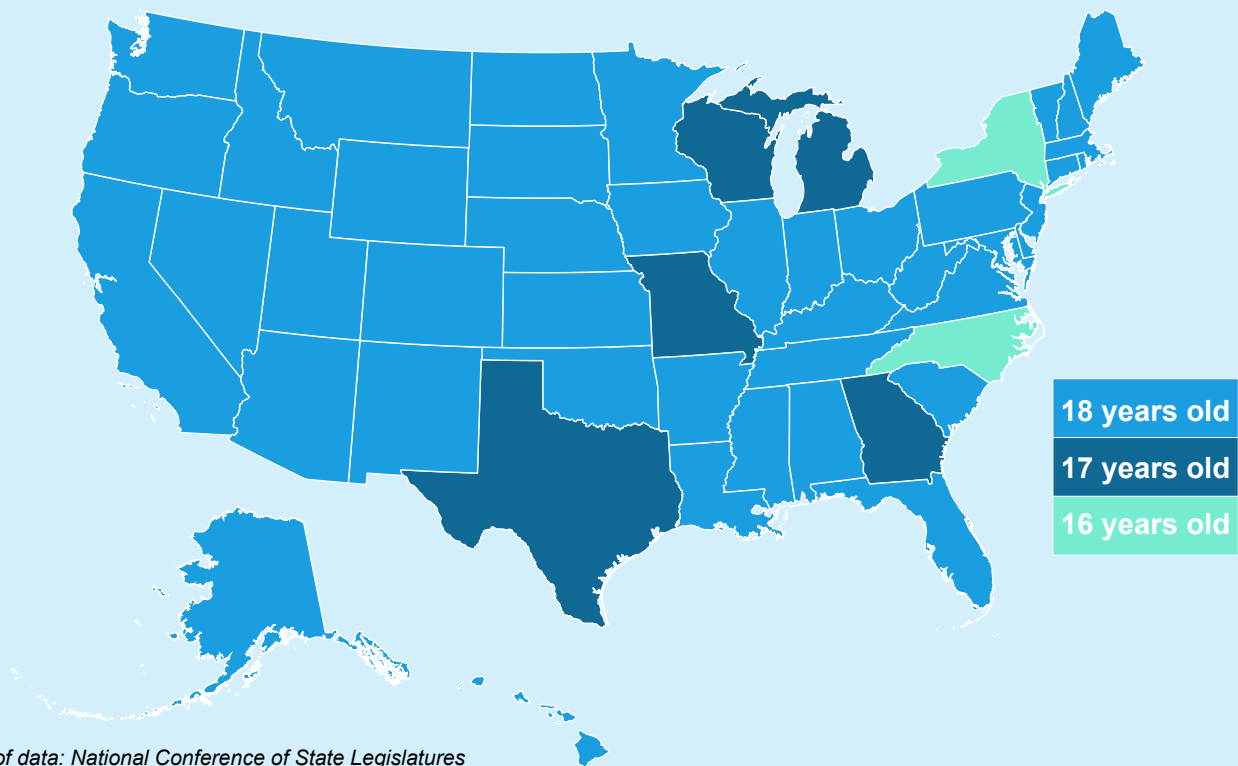 18 years old
17 years old
16 years old
of data: National Conference of State Legislatures